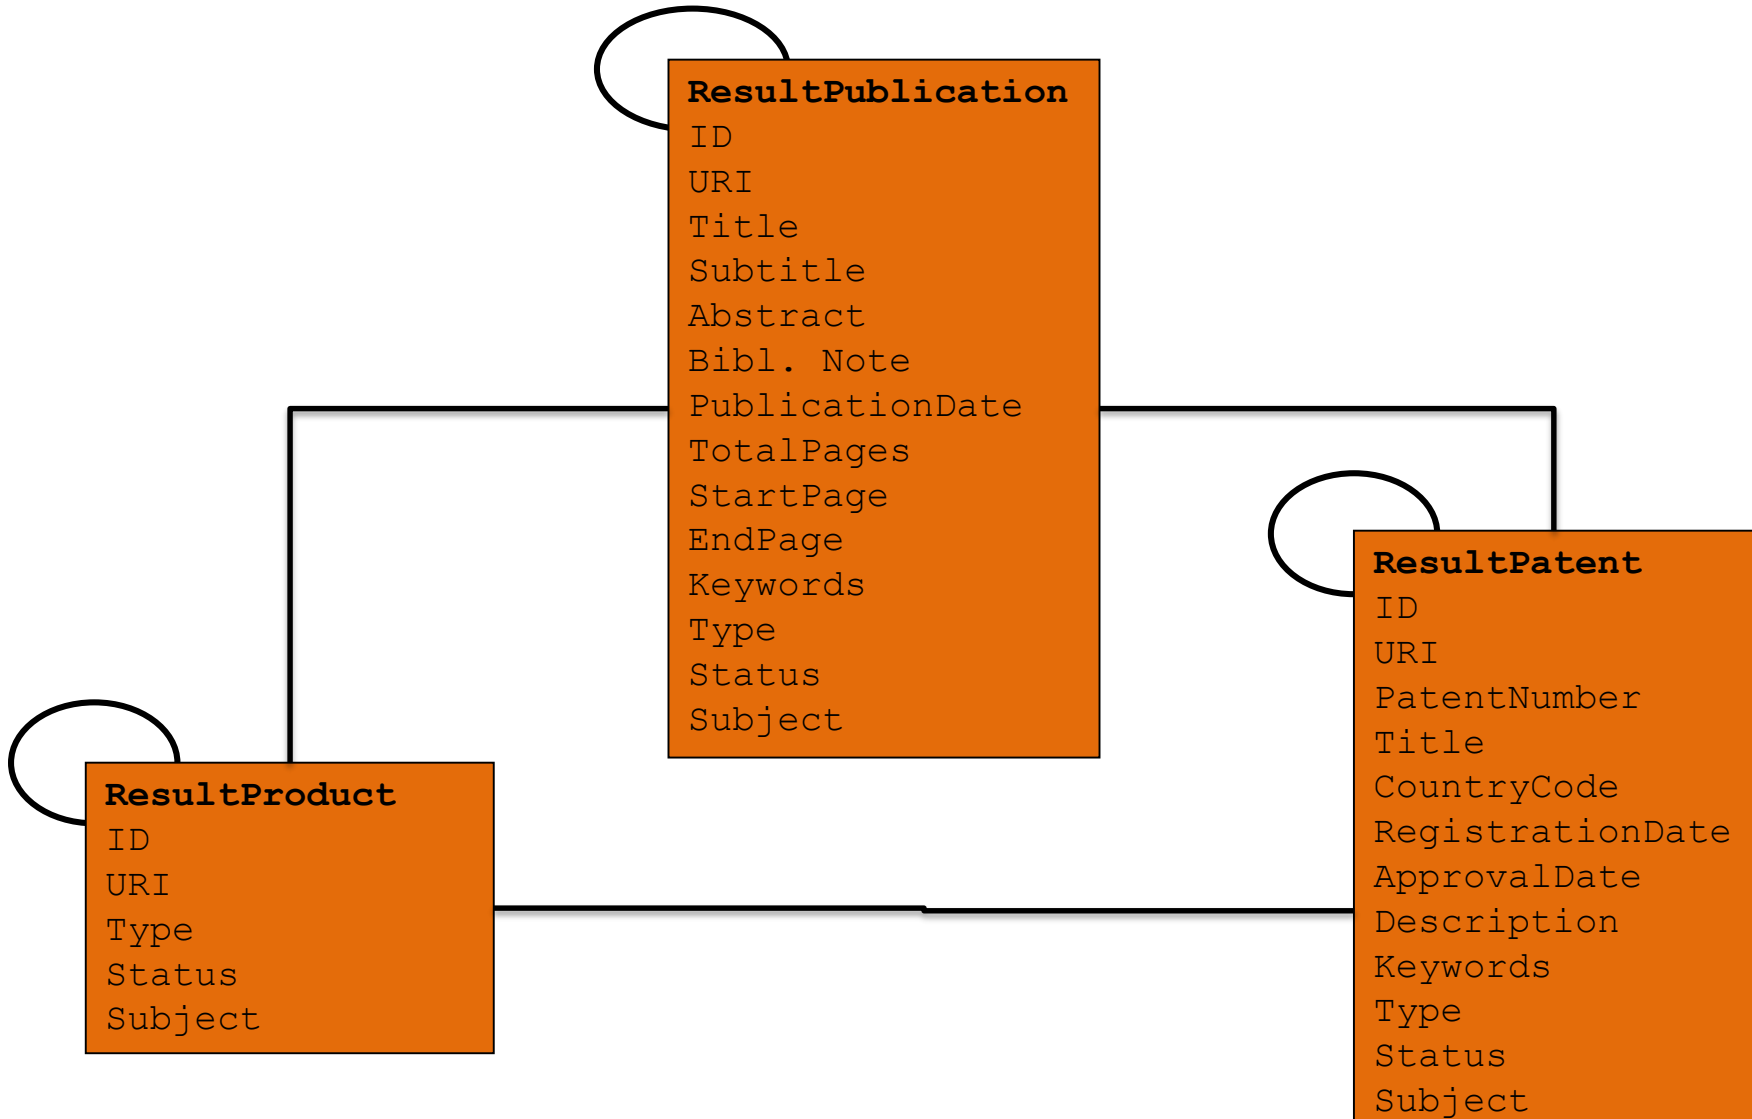 ResultPublication
ID
URI
Title
Subtitle
Abstract
Bibl. Note
PublicationDate
TotalPages
StartPage
EndPage
Keywords
Type
Status
Subject
ResultProduct
ID
URI
Type
Status
Subject
ResultPatent
ID
URI
PatentNumber
Title
CountryCode
RegistrationDate
ApprovalDate
Description
Keywords
Type
Status
Subject